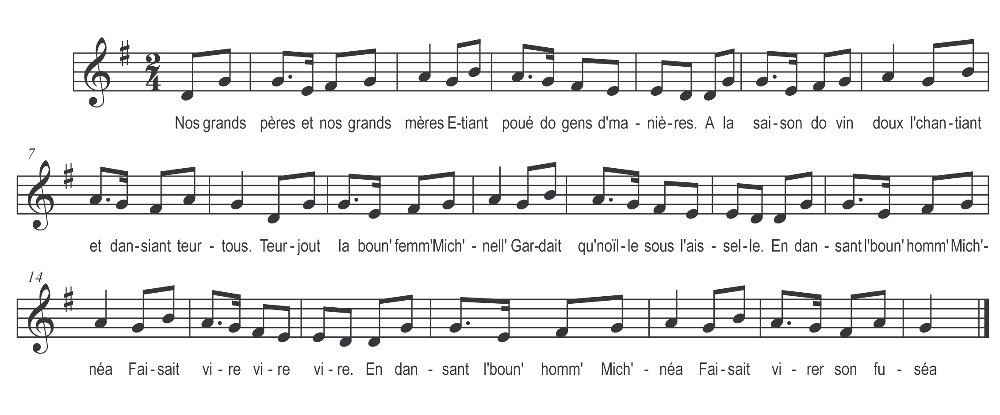 Nos grands pères et nos grands mères E-tiant poué do gens d'ma - niè-res. A la sai-son do vin doux l'chan-tiant
7
et dan-siant teur - tous. Teur-jout la boun' femm'Mich' - nell' Gar-dait qu'noïl-le sous l'ais - sel-le. En dan - sant l'boun' homm' Mich'-
14
néa Fai-sait vi - re vi - re vi - re. En dan - sant l'boun' homm' Mich' - néa Fai-sait vi - rer son fu - séa